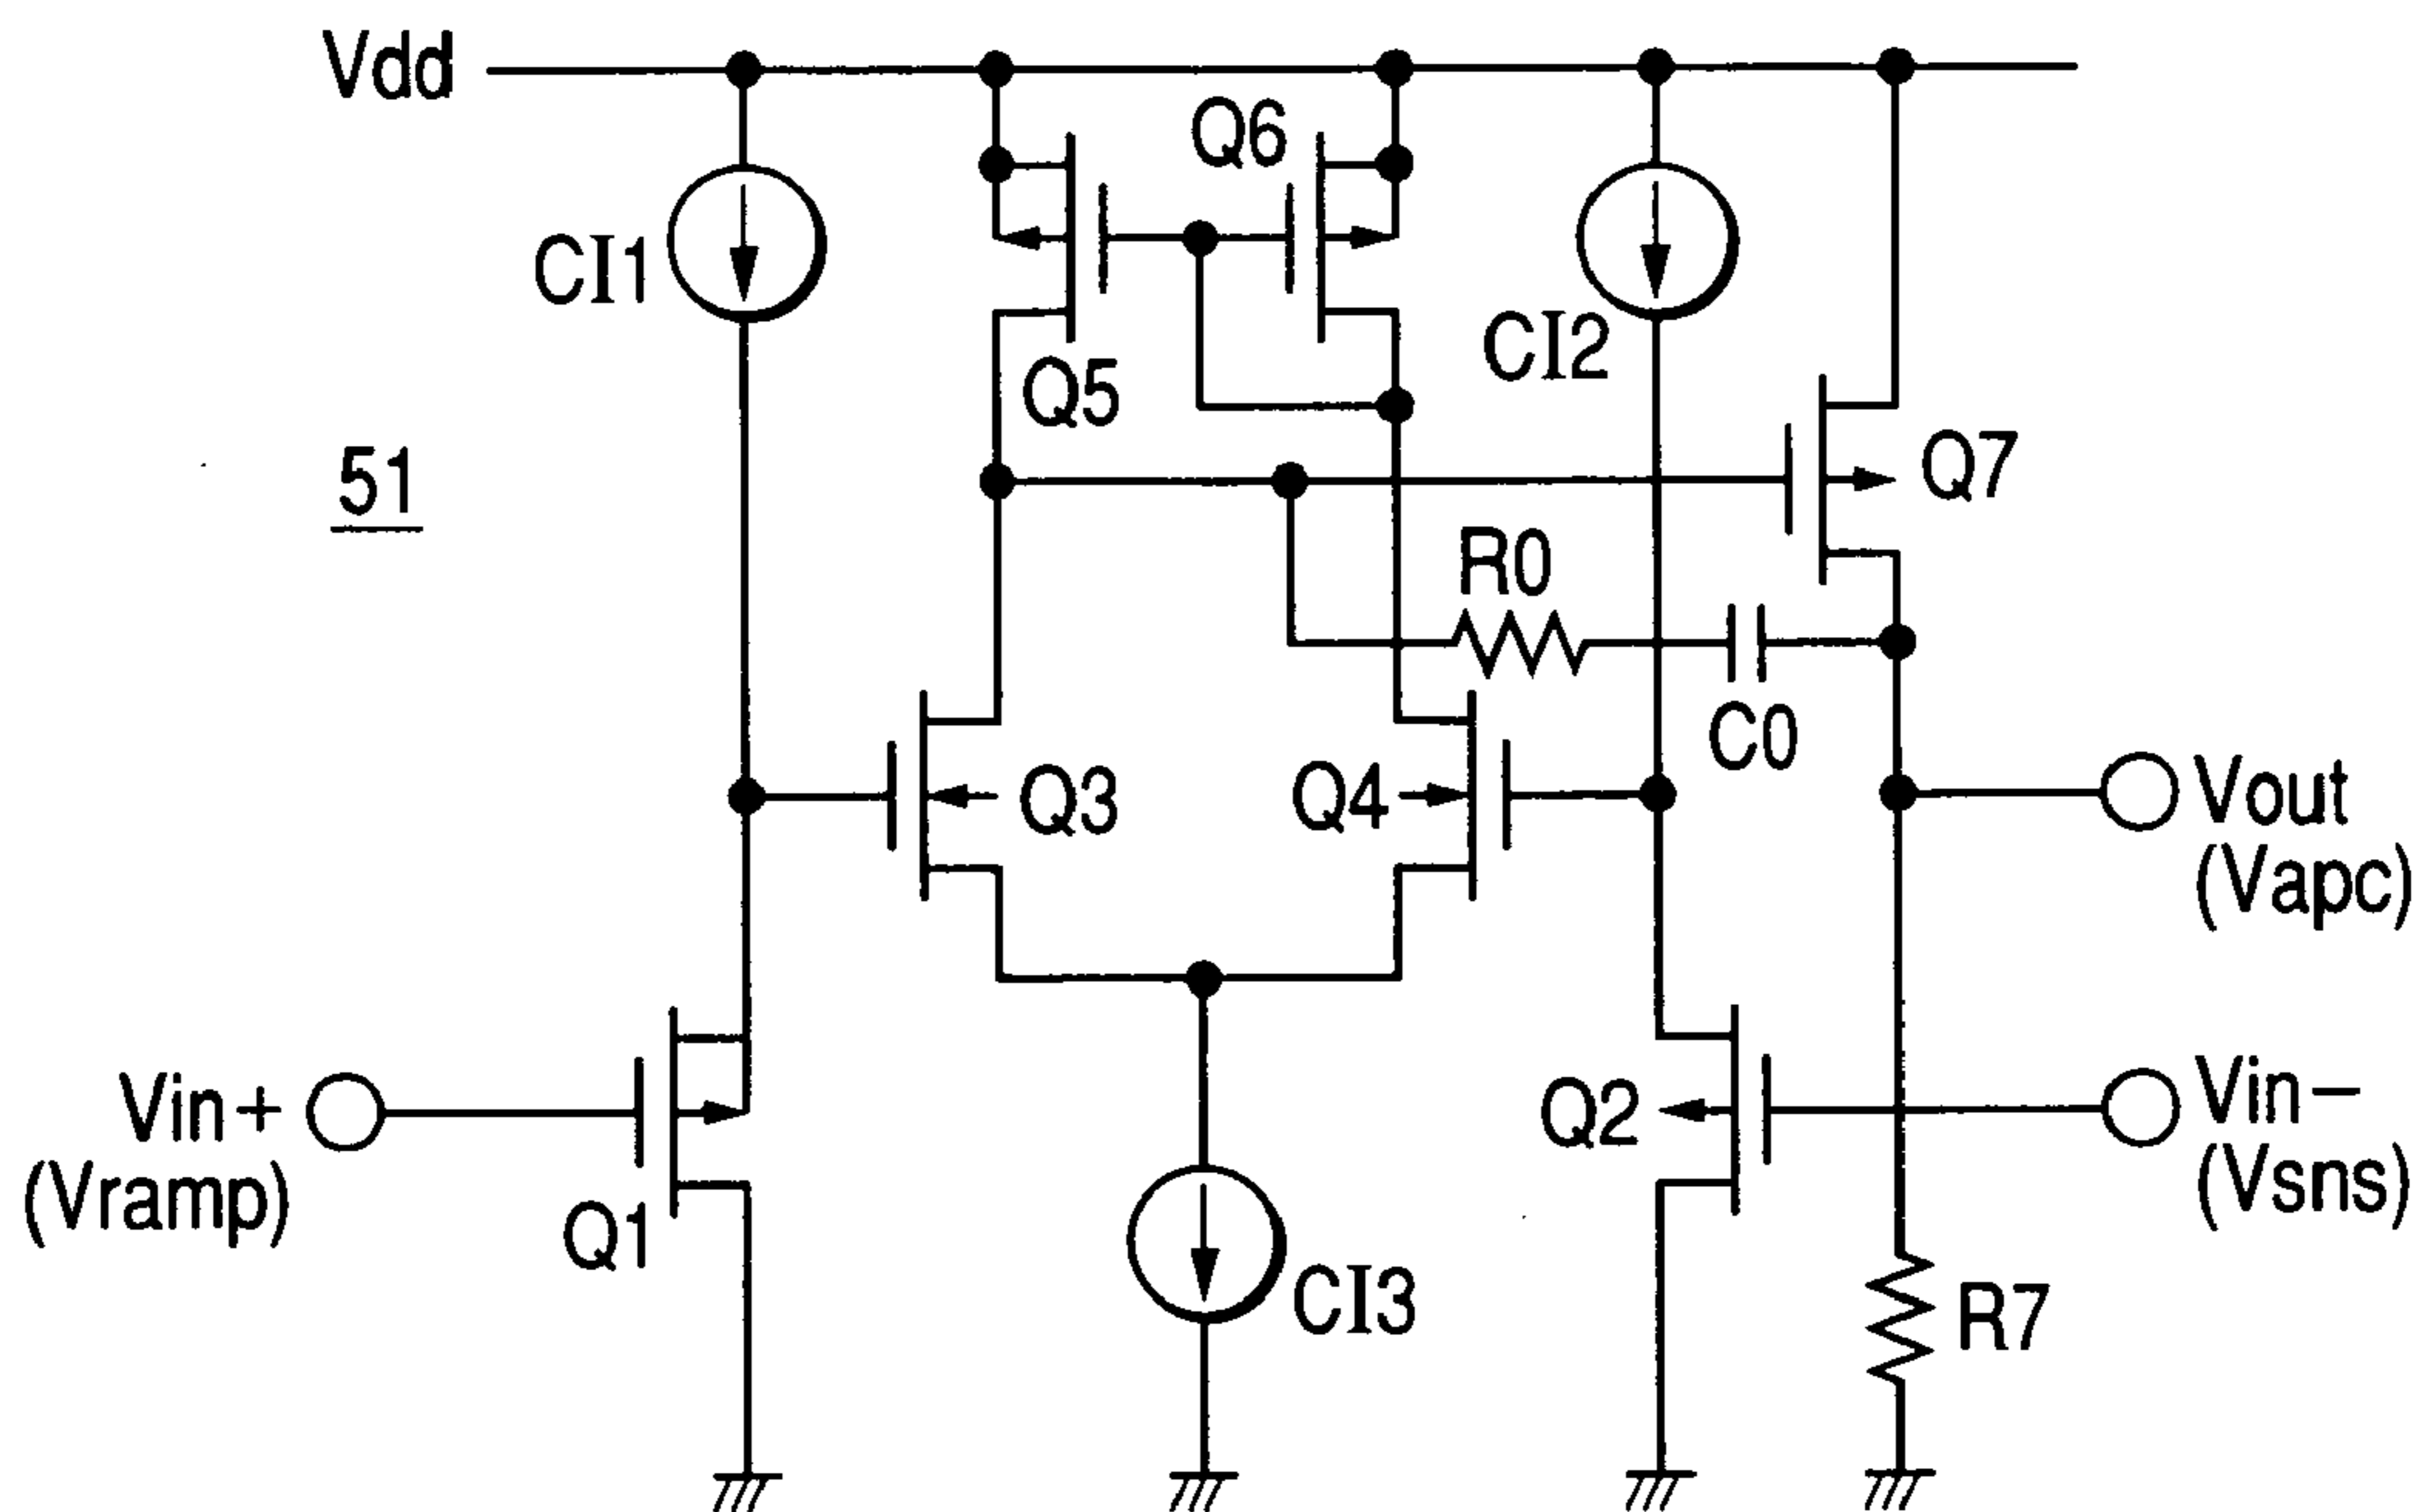 Vdd
Q6
CI1
CI2
Q5
51
Q7
R0
C0
Q3
Q4
Vout
(Vapc)
Vin+
(Vramp)
Q1
Q2
Vin−
(Vsns)
CI3
R7